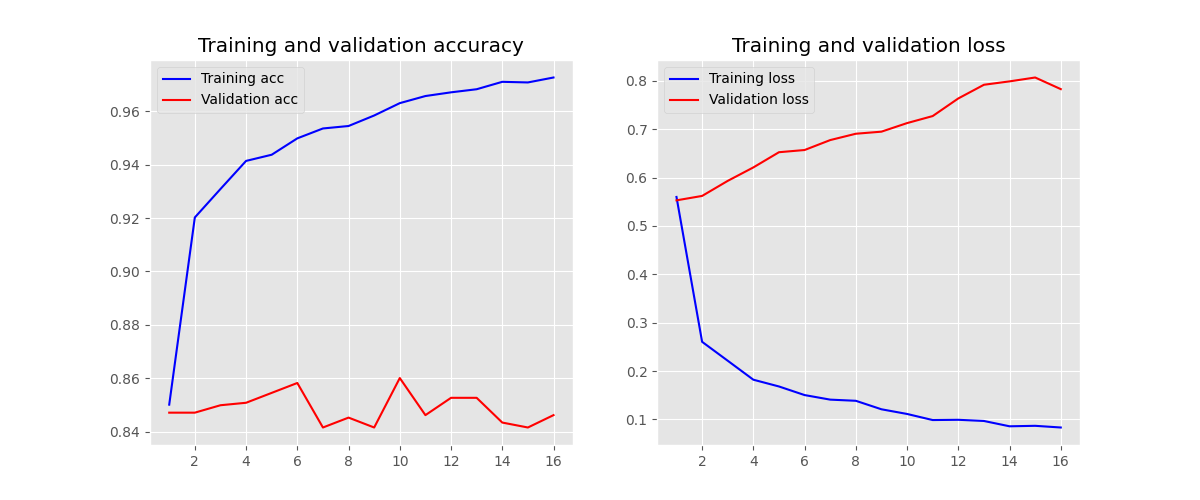 Training and validation accuracy
Training acc
Validation acc
0.96
0.94
0.92
0.90
0.88
0.86
0.84
2 4 6 8 10 12 14 16
Training and validation loss
Training loss
Validation loss
0.8
0.7
0.6
0.5
0.4
0.3
0.2
0.1
2 4 6 8 10 12 14 16